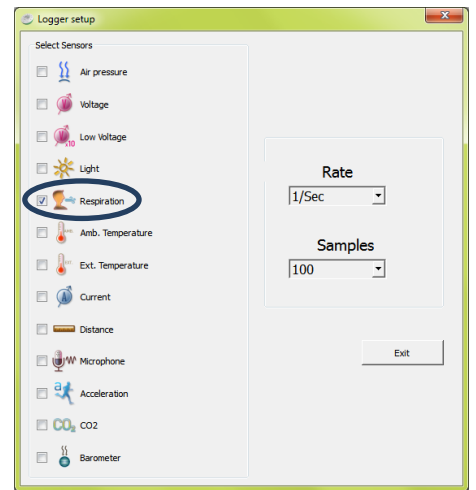 Logger setup
Select Sensors
Air pressure
Voltage
x10 Low Voltage
Light
Respiration
Amb. Temperature
Ext. Temperature
A Current
Distance
Microphone
a Acceleration
CO₂ CO2
Barometer
Rate
1/Sec
Samples
100
Exit